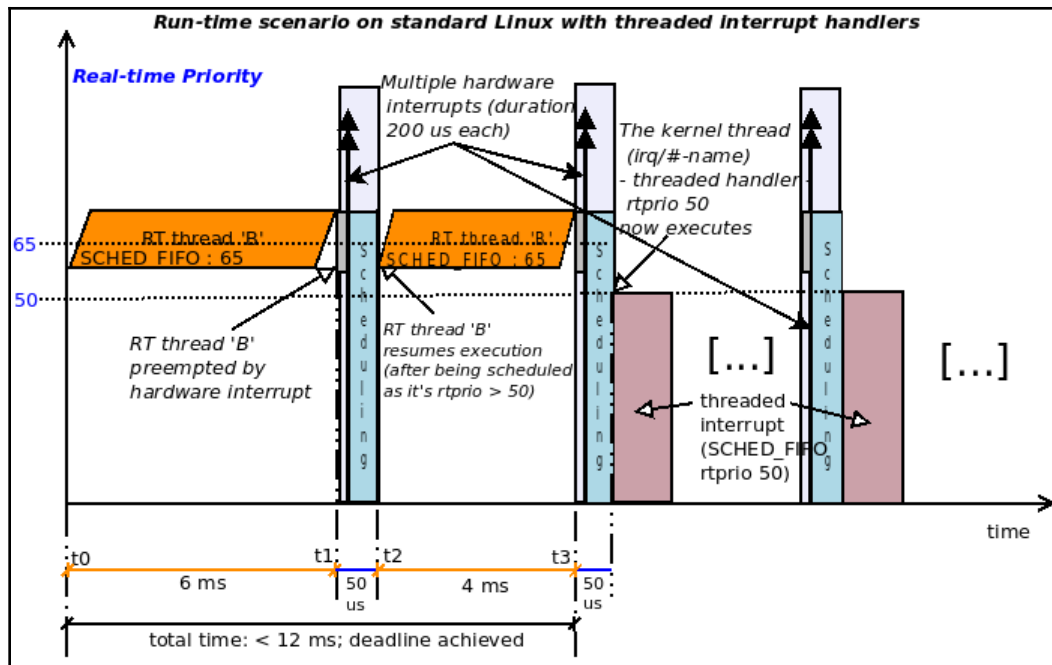 Run-time scenario on standard Linux with threaded interrupt handlers
Real-time Priority
Multiple hardware
interrupts (duration
200 us each)
The kernel thread
(irq/#-name)
- threaded handler -
rtprio 50
now executes
65
RT thread 'B'
SCHED_FIFO : 65
Scheduling
RT thread 'B'
SCHED_FIFO : 65
Scheduling
Scheduling
50
RT thread 'B'
preempted by
hardware interrupt
RT thread 'B'
resumes execution
(after being scheduled
as it's rtprio > 50)
[...]
[...]
threaded
interrupt
(SCHED_FIFO
rtprio 50)
time
t0
t1
t2
t3
6 ms
50
us
4 ms
50
us
total time: < 12 ms; deadline achieved